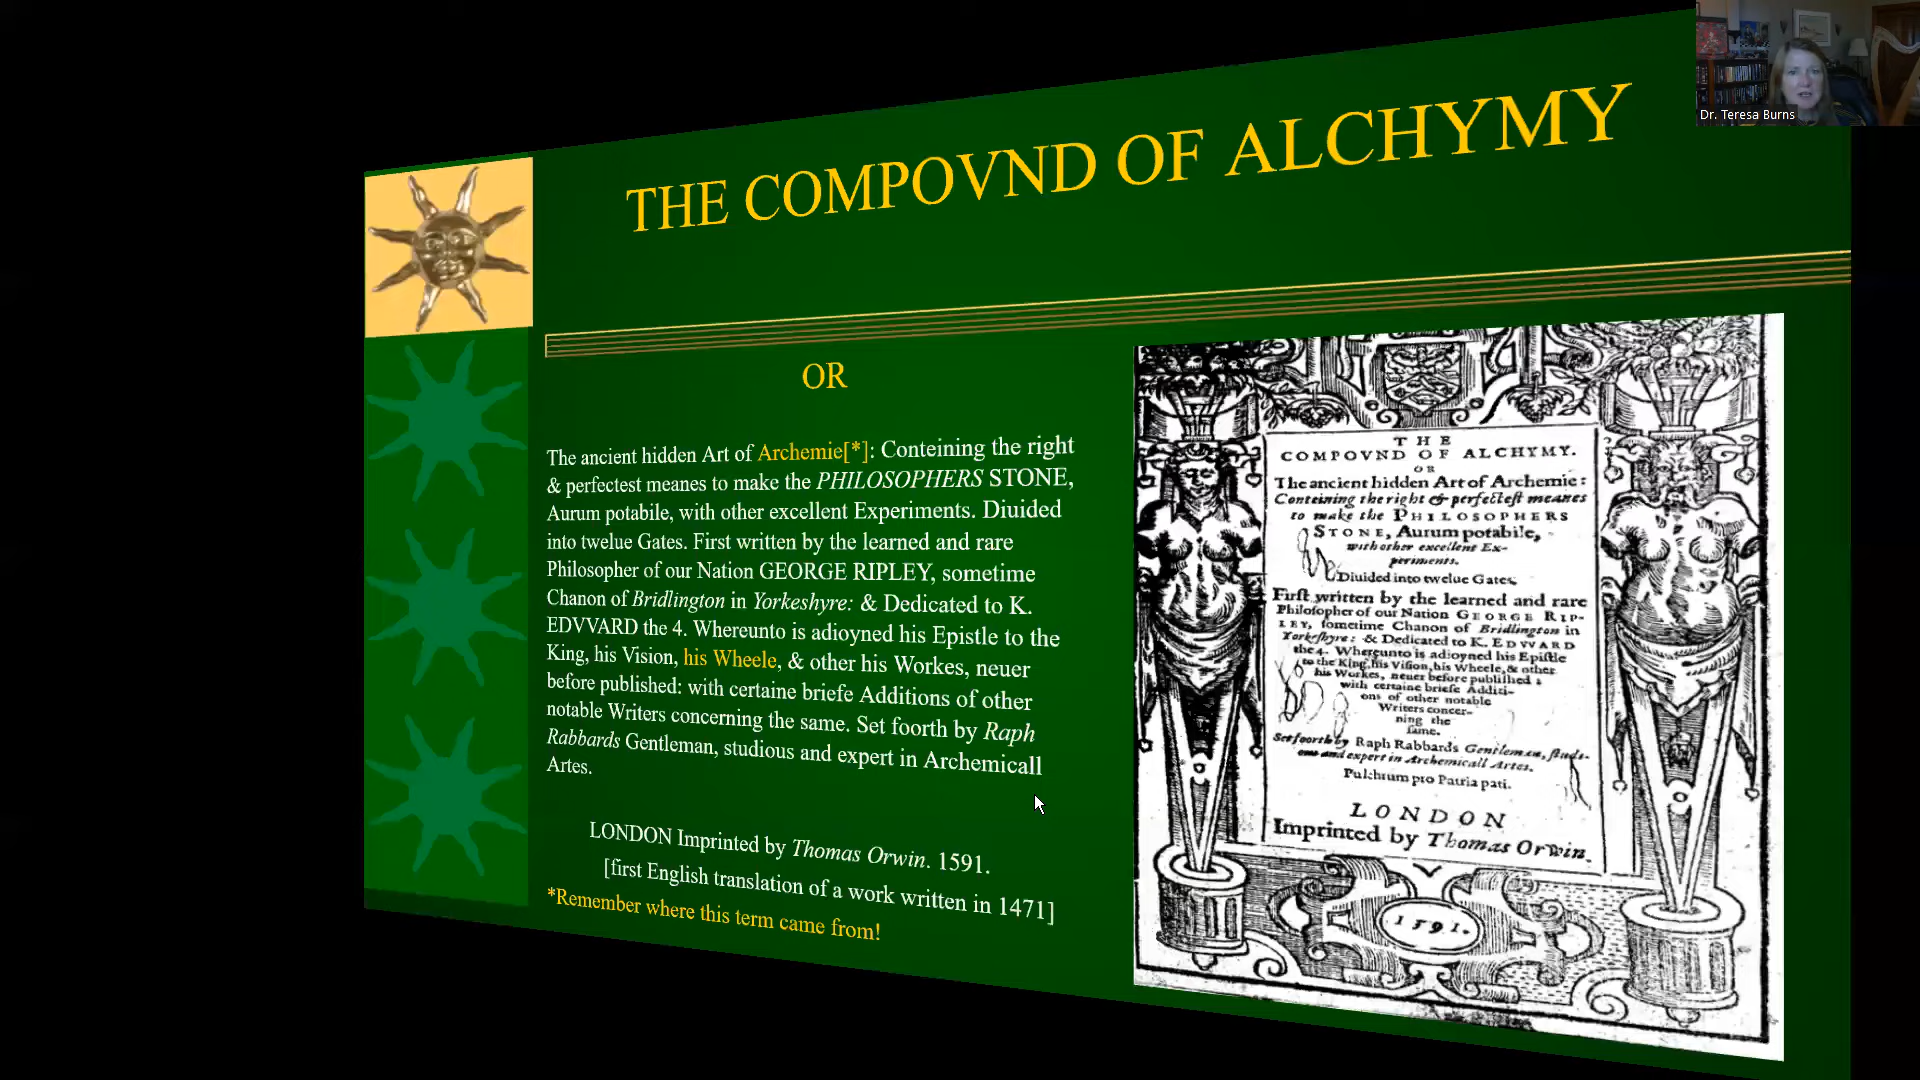 Dr. Teresa Burns
THE COMPOVND OF ALCHYMY
OR
The ancient hidden Art of Archemie[*]: Conteining the right
& perfectest meanes to make the PHILOSOPHERS STONE,
Aurum potabile, with other excellent Experiments. Diuided
into twelue Gates. First written by the learned and rare
Philosopher of our Nation GEORGE RIPLEY, sometime
Chanon of Bridlington in Yorkeshyre: & Dedicated to K.
EDVVARD the 4. Whereunto is adioyned his Epistle to the
King, his Vision, his Wheele, & other his Workes, neuer
before published: with certaine briefe Additions of other
notable Writers concerning the same. Set foorth by Raph
Rabbards Gentleman, studious and expert in Archemicall
Artes.
LONDON Imprinted by Thomas Orwin. 1591.
[first English translation of a work written in 1471]
*Remember where this term came from!
THE
COMPOVND OF ALCHYMY.
OR
The ancient hidden Art of Archemie:
Conteining the right & perfectest meanes
to make the PHILOSOPHERS
STONE, Aurum potabile,
with other excellent Ex-
periments.
Diuided into twelue Gates.
First written by the learned and rare
Philosopher of our Nation GEORGE RIP-
LEY, sometime Chanon of Bridlington in
Yorkeshyre: & Dedicated to K. EDVVARD
the 4. Whereunto is adioyned his Epistle
to the King, his Vision, his Wheele, & other
his Workes, neuer before published:
with certaine briefe Additi-
ons of other notable
Writers concer-
ning the
same.
Set foorth by Raph Rabbards Gentleman, studi-
ous and expert in Archemicall Artes.
Pulchrum pro Patria pati.
LONDON
Imprinted by Thomas Orwin.
1591.